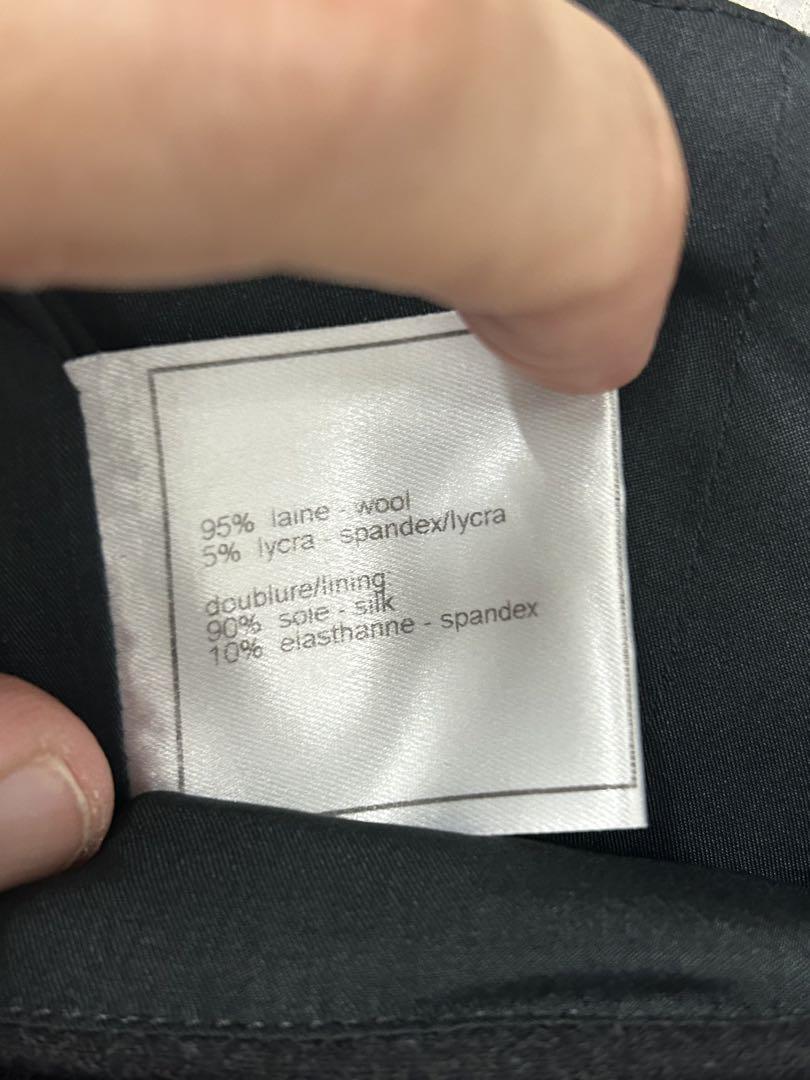 95% laine - wool
5% lycra - spandex/lycra
doublure/lining
90% soie - silk
10% elasthanne - spandex